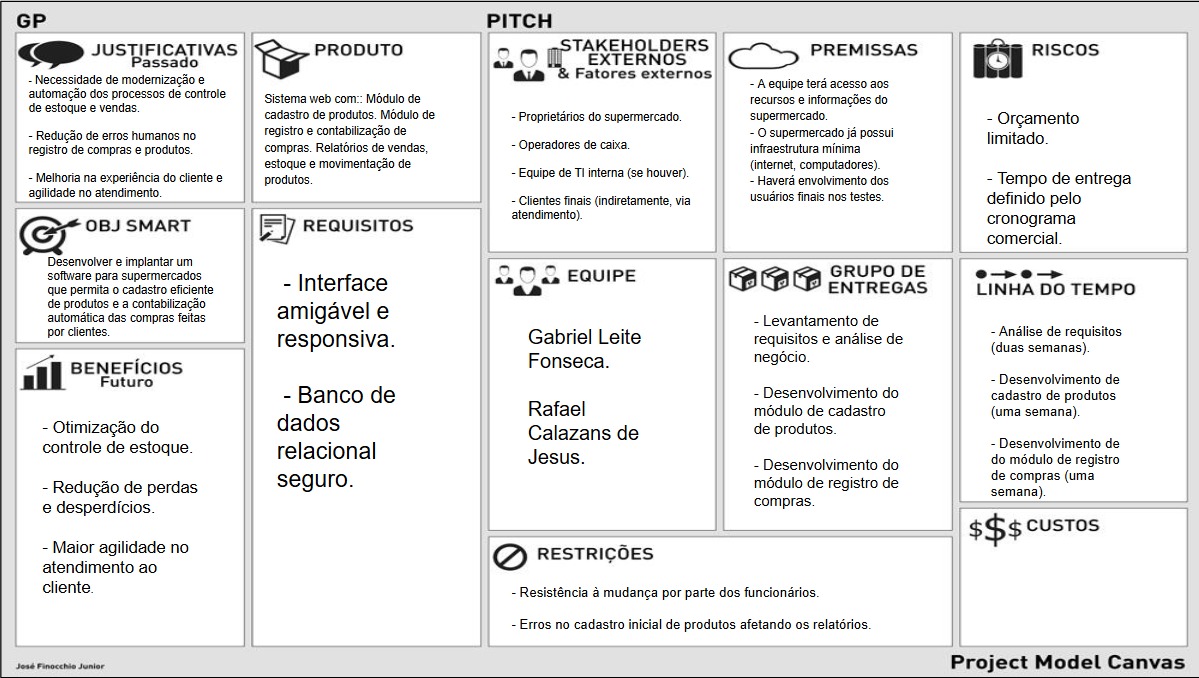 GP
PITCH
JUSTIFICATIVAS
Passado
- Necessidade de modernização e
automação dos processos de controle
de estoque e vendas.
- Redução de erros humanos no
registro de compras e produtos.
- Melhoria na experiência do cliente e
agilidade no atendimento.
PRODUTO
Sistema web com:: Módulo de
cadastro de produtos. Módulo de
registro e contabilização de
compras. Relatórios de vendas,
estoque e movimentação de
produtos.
STAKEHOLDERS
EXTERNOS
& Fatores externos
- Proprietários do supermercado.
- Operadores de caixa.
- Equipe de TI interna (se houver).
- Clientes finais (indiretamente, via
atendimento).
PREMISSAS
- A equipe terá acesso aos
recursos e informações do
supermercado.
- O supermercado já possui
infraestrutura mínima
(internet, computadores).
- Haverá envolvimento dos
usuários finais nos testes.
RISCOS
- Orçamento
limitado.
- Tempo de entrega
definido pelo
cronograma
comercial.
OBJ SMART
Desenvolver e implantar um
software para supermercados
que permita o cadastro eficiente
de produtos e a contabilização
automática das compras feitas
por clientes.
REQUISITOS
- Interface
amigável e
responsiva.
- Banco de
dados
relacional
seguro.
EQUIPE
Gabriel Leite
Fonseca.
Rafael
Calazans de
Jesus.
GRUPO DE
ENTREGAS
- Levantamento de
requisitos e análise de
negócio.
- Desenvolvimento do
módulo de cadastro
de produtos.
- Desenvolvimento do
módulo de registro de
compras.
LINHA DO TEMPO
- Análise de requisitos
(duas semanas).
- Desenvolvimento de
cadastro de produtos
(uma semana).
- Desenvolvimento de
do módulo de registro
de compras (uma
semana).
BENEFÍCIOS
Futuro
- Otimização do
controle de estoque.
- Redução de perdas
e desperdícios.
- Maior agilidade no
atendimento ao
cliente.
RESTRIÇÕES
- Resistência à mudança por parte dos funcionários.
- Erros no cadastro inicial de produtos afetando os relatórios.
$$$ CUSTOS
José Finocchio Junior
Project Model Canvas